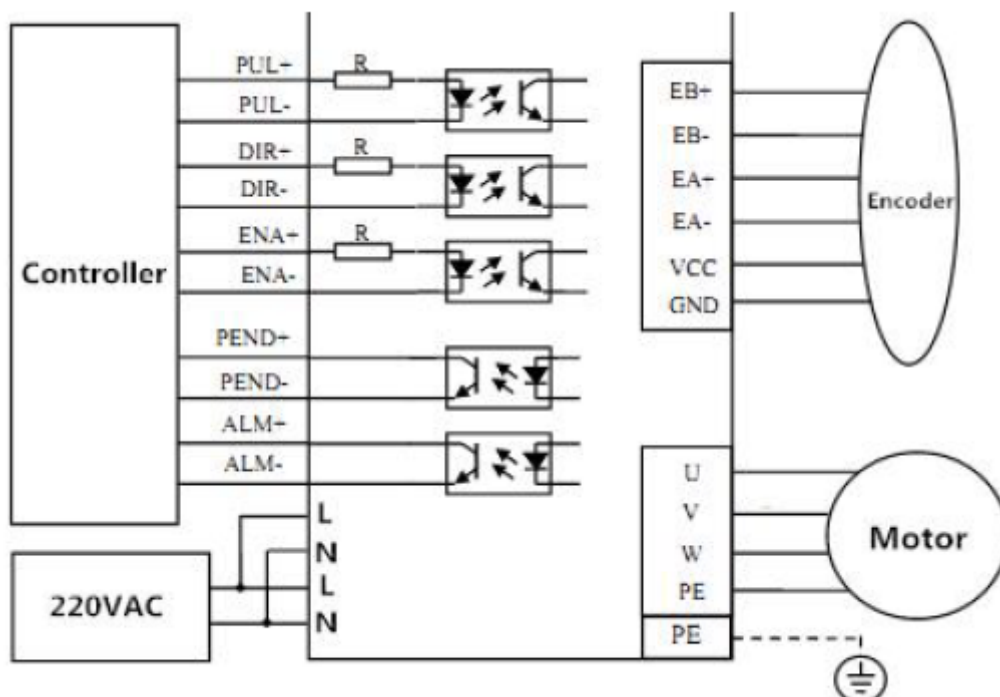 Controller
PUL+
R
PUL-
DIR+
R
DIR-
ENA+
R
ENA-
PEND+
PEND-
ALM+
ALM-
220VAC
L
N
L
N
EB+
EB-
EA+
EA-
VCC
GND
Encoder
U
V
W
PE
PE
Motor